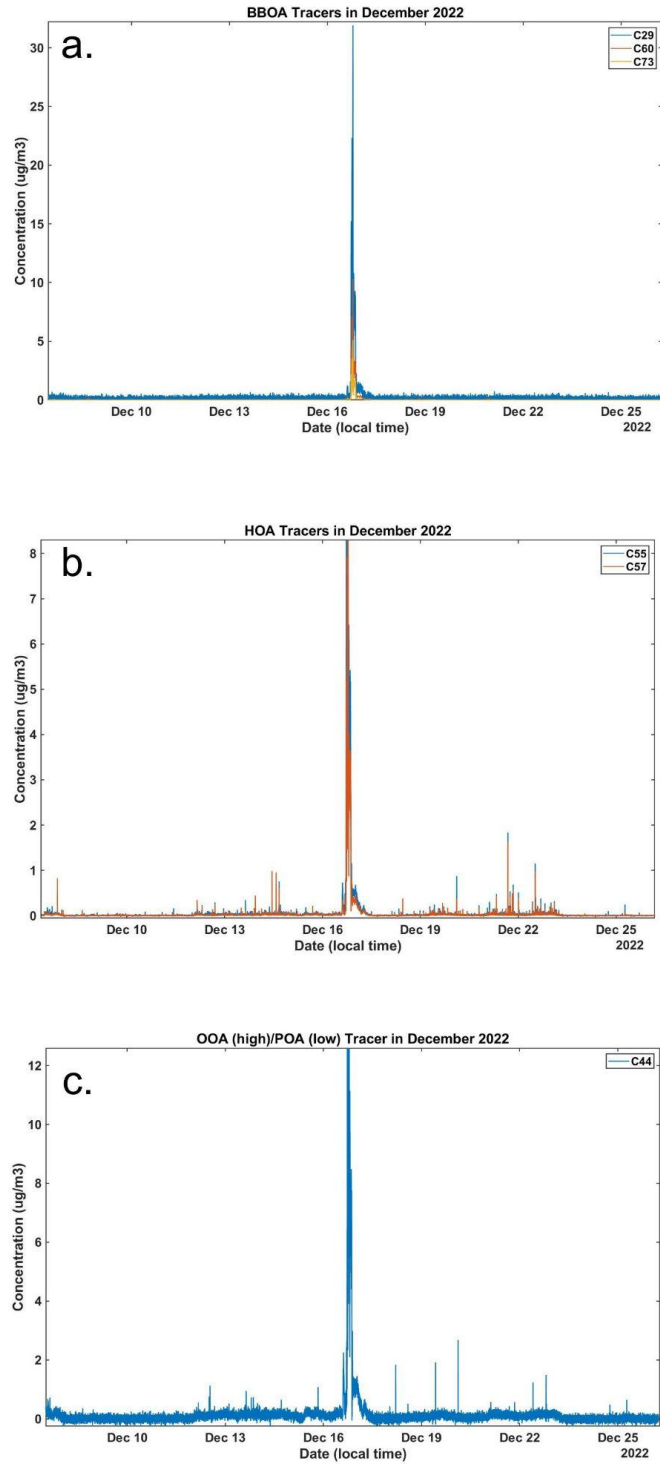 BBOA Tracers in December 2022
a.
C29
C60
C73
30
25
20
15
10
5
0
Concentration (ug/m3)
Dec 10 Dec 13 Dec 16 Dec 19 Dec 22 Dec 25
Date (local time) 2022
HOA Tracers in December 2022
b.
C55
C57
8
7
6
5
4
3
2
1
0
Concentration (ug/m3)
Dec 10 Dec 13 Dec 16 Dec 19 Dec 22 Dec 25
Date (local time) 2022
OOA (high)/POA (low) Tracer in December 2022
c.
C44
12
10
8
6
4
2
0
Concentration (ug/m3)
Dec 10 Dec 13 Dec 16 Dec 19 Dec 22 Dec 25
Date (local time) 2022